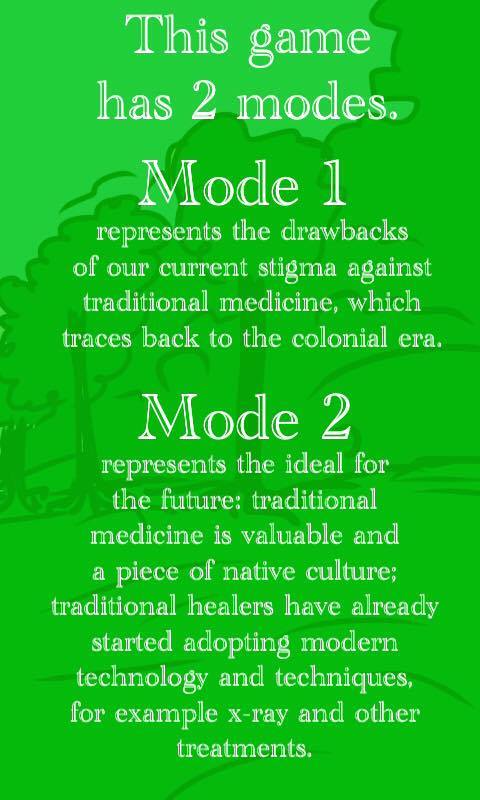 This game
has 2 modes.
Mode 1
represents the drawbacks
of our current stigma against
traditional medicine, which
traces back to the colonial era.
Mode 2
represents the ideal for
the future: traditional
medicine is valuable and
a piece of native culture;
traditional healers have already
started adopting modern
technology and techniques,
for example x-ray and other
treatments.